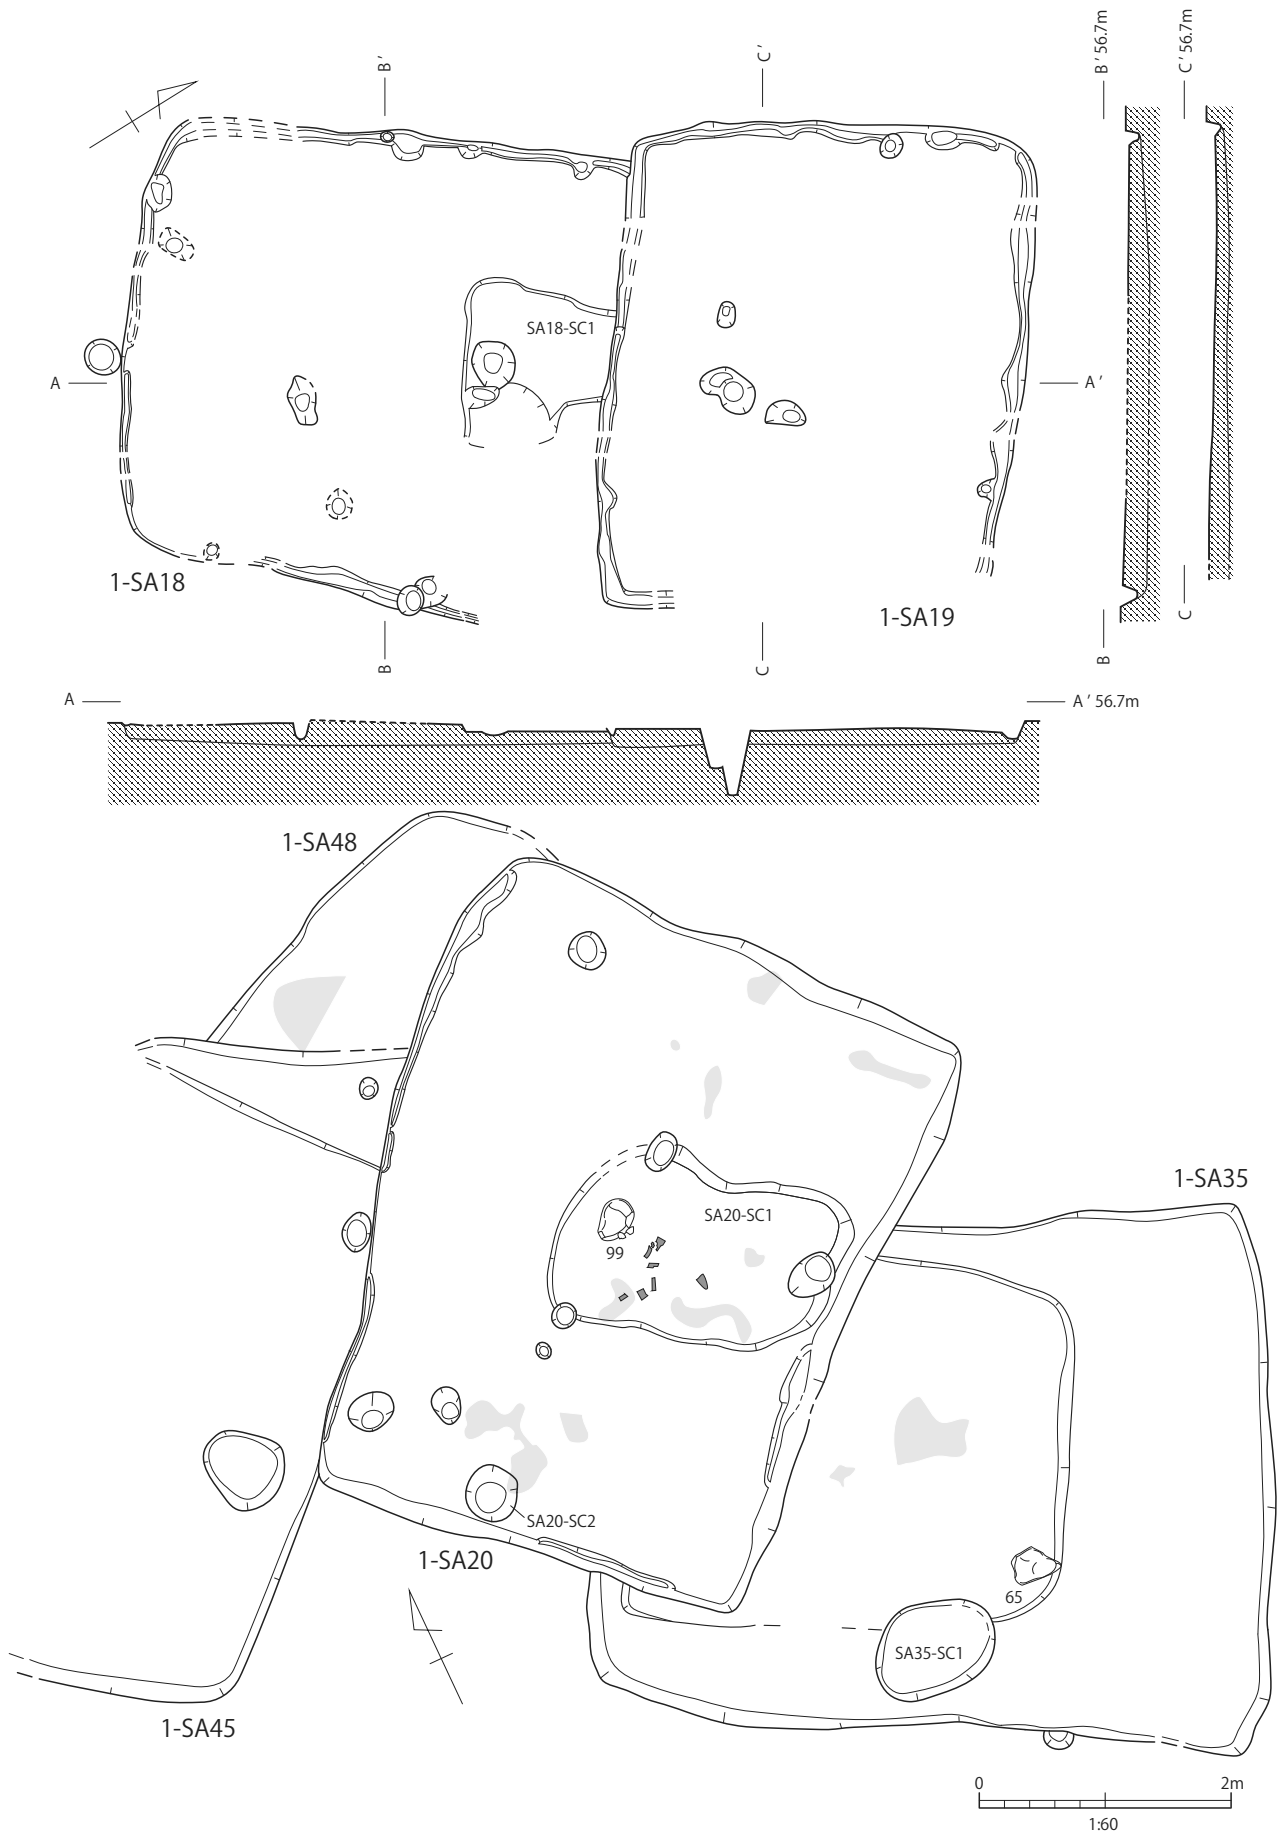 B ′
C ′
B ′ 56.7m
C ′ 56.7m
SA18-SC1
A
A ′
1-SA18
1-SA19
B
C
B
C
A
A ′ 56.7m
1-SA48
1-SA35
SA20-SC1
99
SA20-SC2
1-SA20
65
SA35-SC1
1-SA45
0
2m
1:60